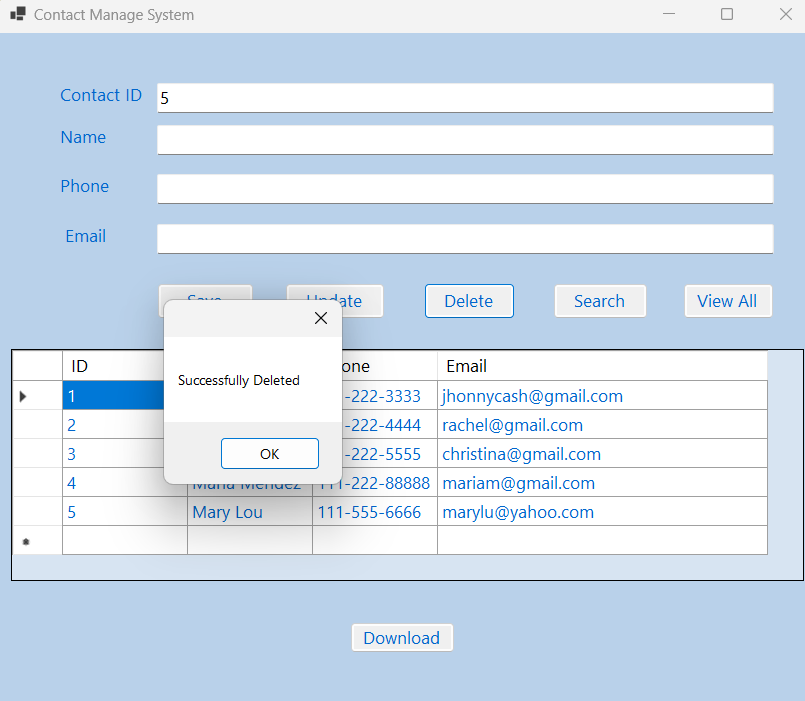 Contact Manage System
Contact ID 5
Name
Phone
Email
Update Delete Search View All
Successfully Deleted
OK
ID Email
1 -222-3333 jhonnycash@gmail.com
2 -222-4444 rachel@gmail.com
3 -222-5555 christina@gmail.com
4 Maria Mendez 111-222-88888 mariam@gmail.com
5 Mary Lou 111-555-6666 marylu@yahoo.com
Download